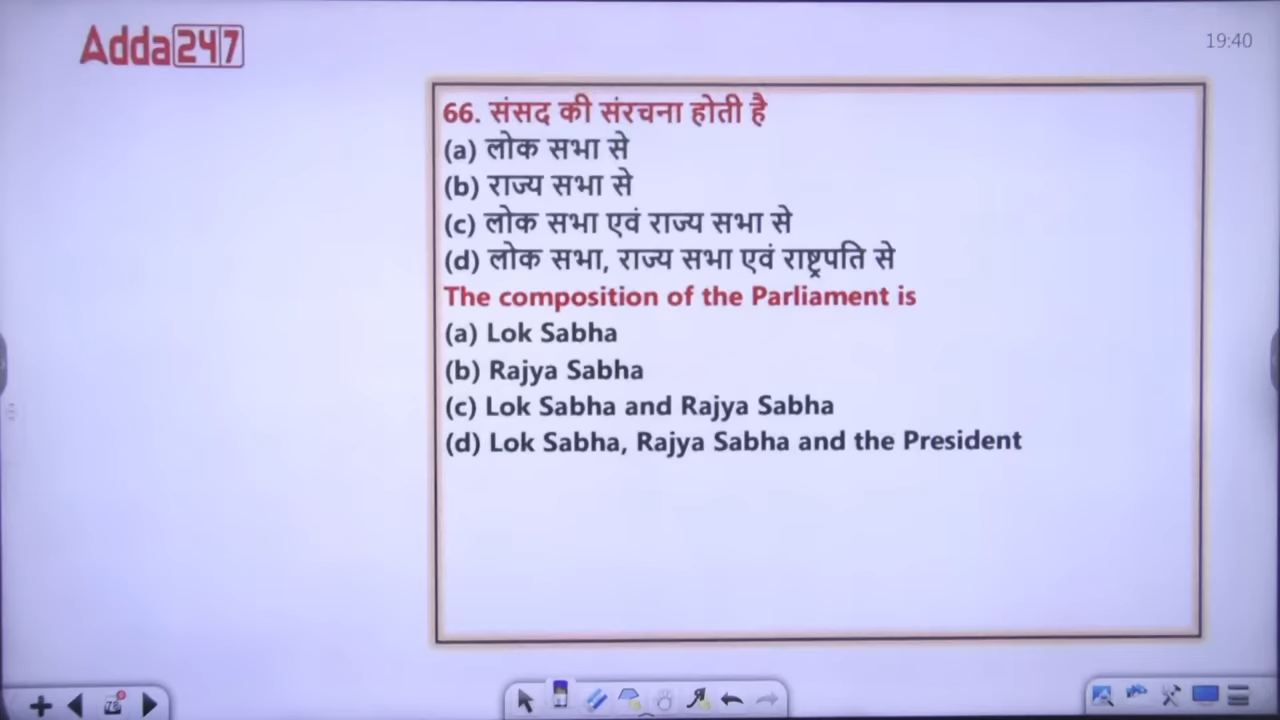 Adda247
19:40
66. संसद की संरचना होती है
(a) लोक सभा से
(b) राज्य सभा से
(c) लोक सभा एवं राज्य सभा से
(d) लोक सभा, राज्य सभा एवं राष्ट्रपति से
The composition of the Parliament is
(a) Lok Sabha
(b) Rajya Sabha
(c) Lok Sabha and Rajya Sabha
(d) Lok Sabha, Rajya Sabha and the President